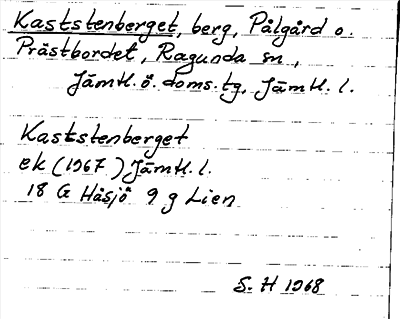 Kaststenberget, berg, Pålgård o.
Prästbordet, Ragunda sn,
Jämtl. ö. doms. tg, Jämtl. l.
Kaststenberget
ek (1967) Jämtl. l.
18 G Håsjö 9 g Lien
S. H 1968